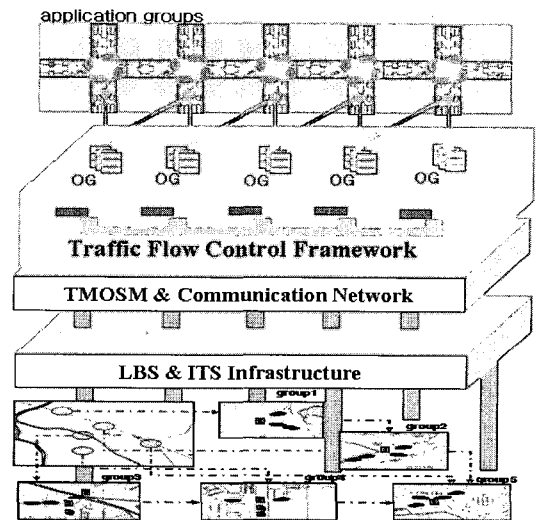 application groups
OG OG OG OG OG
Traffic Flow Control Framework
TMOSM & Communication Network
LBS & ITS Infrastructure
group1
group2
group3 group4 group5